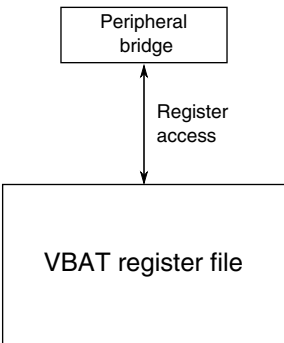 Peripheral
bridge
Register
access
VBAT register file